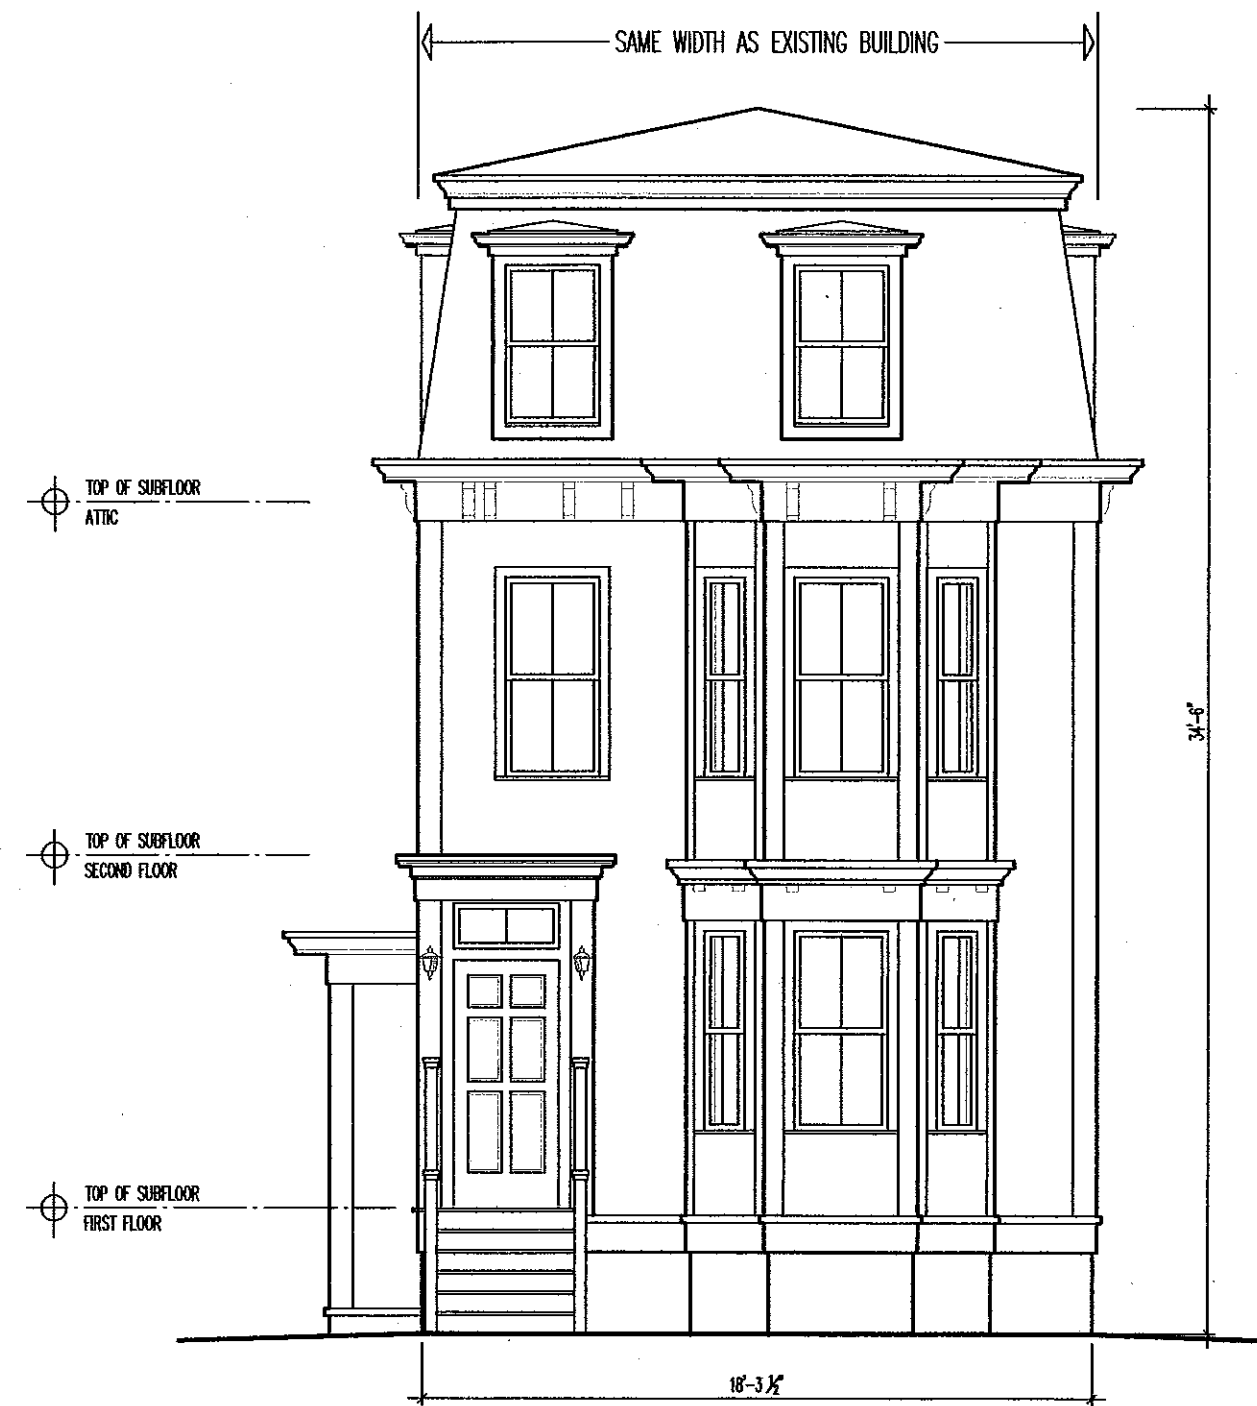 SAME WIDTH AS EXISTING BUILDING
TOP OF SUBFLOOR
ATTIC
34'-6"
TOP OF SUBFLOOR
SECOND FLOOR
TOP OF SUBFLOOR
FIRST FLOOR
18'-3 ½"